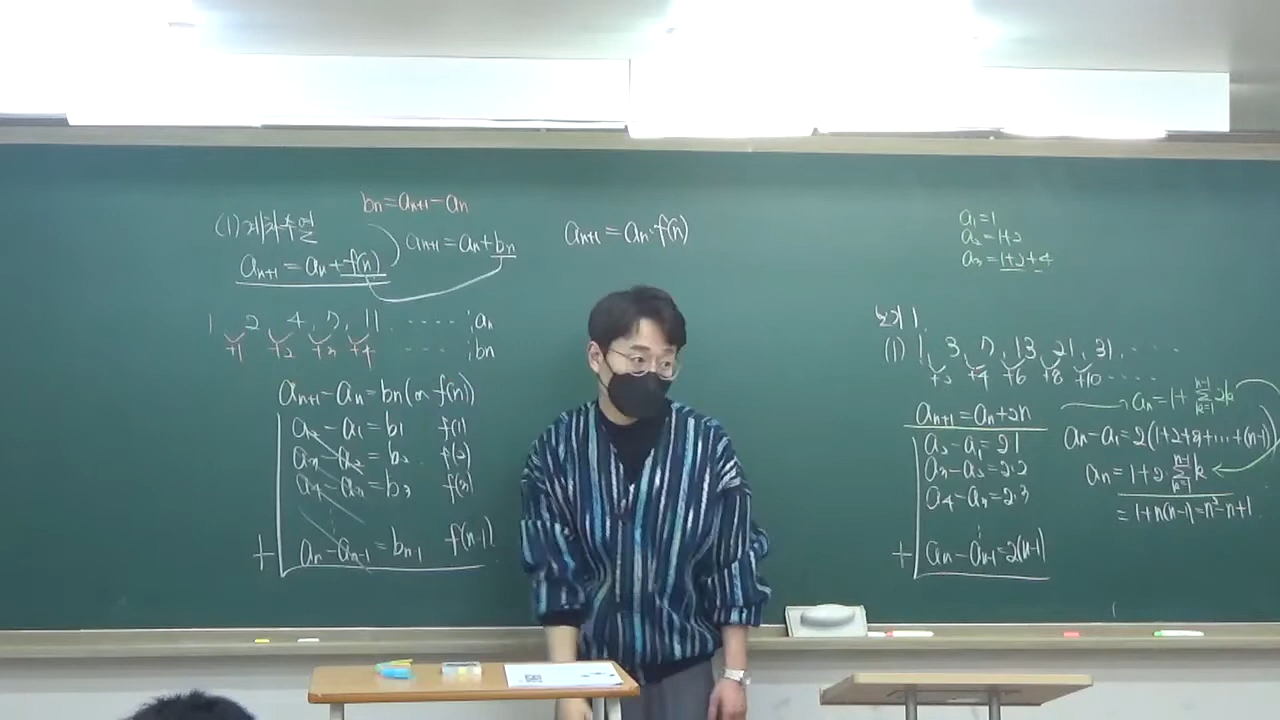 (1) 계차수열
bₙ=aₙ₊₁-aₙ
aₙ₊₁=aₙ+bₙ
aₙ₊₁=aₙ+f(n)
1, 2, 4, 7, 11, ····· ; aₙ
+1 +2 +3 +4 ···· ; bₙ
aₙ₊₁-aₙ=bₙ(or f(n))
a₂-a₁=b₁ f(1)
a₃-a₂=b₂ f(2)
a₄-a₃=b₃ f(3)
+ aₙ-aₙ₋₁=bₙ₋₁ f(n-1)
aₙ₊₁=aₙ·f(n)
a₁=1
a₂=1+2
a₃=1+2+4
보기 1.
(1) 1, 3, 7, 13, 21, 31, ·····
+2 +4 +6 +8 +10 ·····
aₙ₊₁=aₙ+2n
a₂-a₁=2·1
a₃-a₂=2·2
a₄-a₃=2·3
+ aₙ-aₙ₋₁=2(n-1)
aₙ=1+∑ₖ₌₁ⁿ⁻¹2k
aₙ-a₁=2(1+2+3+···+(n-1))
aₙ=1+2·∑ₖ₌₁ⁿ⁻¹k
=1+n(n-1)=n²-n+1